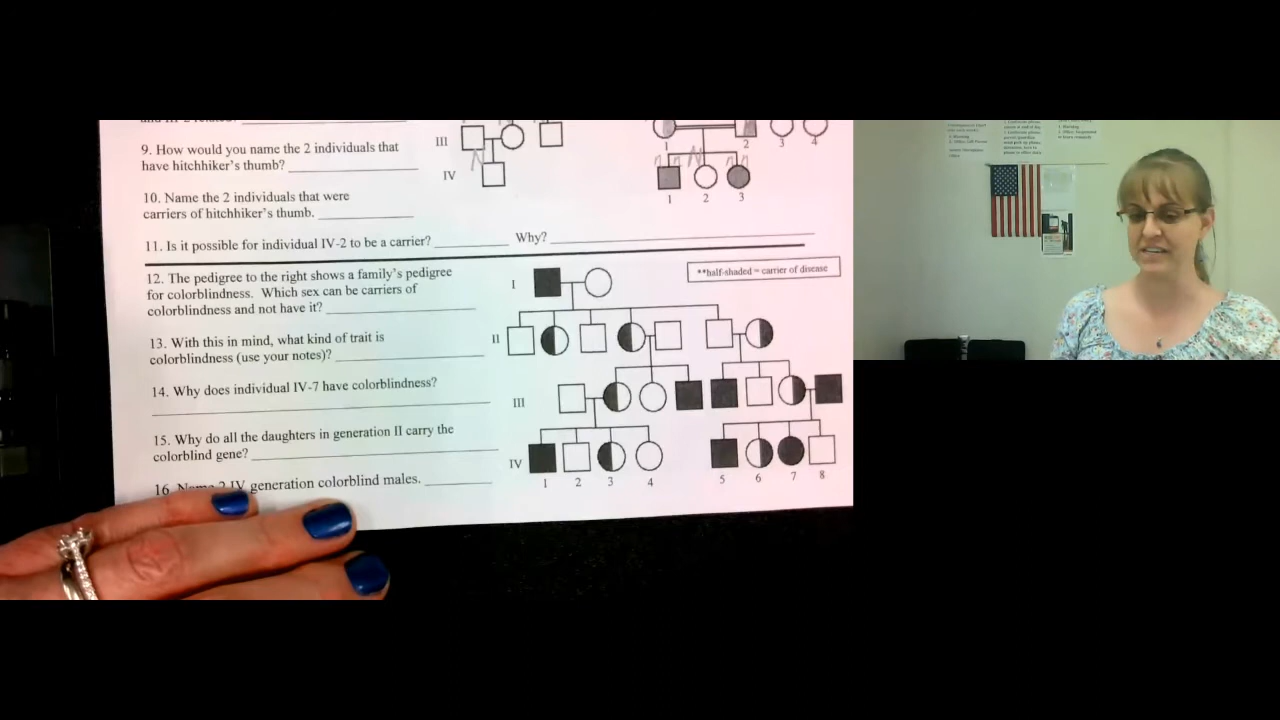 9. How would you name the 2 individuals that
have hitchhiker's thumb?
10. Name the 2 individuals that were
carriers of hitchhiker's thumb.
11. Is it possible for individual IV-2 to be a carrier? Why?
III
IV
1 2 3 4
1 2 3
12. The pedigree to the right shows a family's pedigree
for colorblindness. Which sex can be carriers of
colorblindness and not have it?
13. With this in mind, what kind of trait is
colorblindness (use your notes)?
14. Why does individual IV-7 have colorblindness?
15. Why do all the daughters in generation II carry the
colorblind gene?
16. Name 2 IV generation colorblind males.
**half-shaded = carrier of disease
I
II
III
IV
1 2 3 4 5 6 7 8